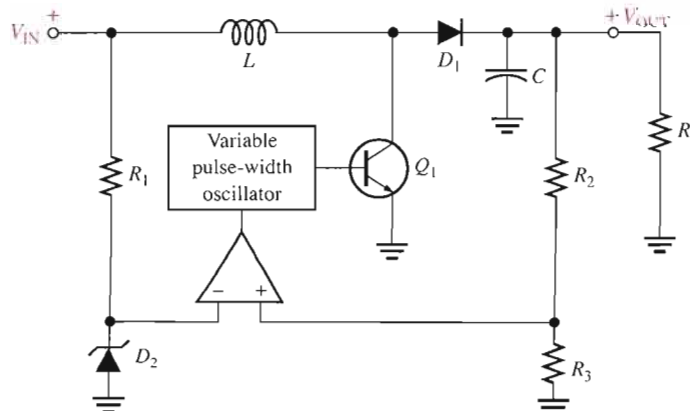 + V_IN
L
D₁
C
+ V_OUT
R
Variable
pulse-width
oscillator
Q₁
R₁
R₂
− +
D₂
R₃